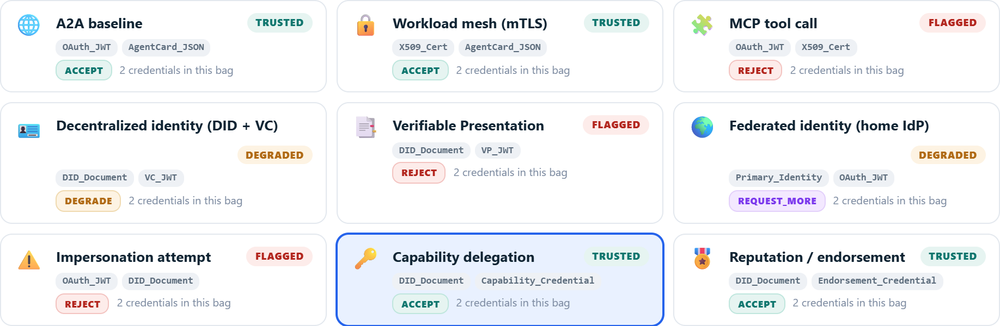 A2A baseline
TRUSTED
OAuth_JWT AgentCard_JSON
ACCEPT 2 credentials in this bag
Workload mesh (mTLS)
TRUSTED
X509_Cert AgentCard_JSON
ACCEPT 2 credentials in this bag
MCP tool call
FLAGGED
OAuth_JWT X509_Cert
REJECT 2 credentials in this bag
Decentralized identity (DID + VC)
DEGRADED
DID_Document VC_JWT
DEGRADE 2 credentials in this bag
Verifiable Presentation
FLAGGED
DID_Document VP_JWT
REJECT 2 credentials in this bag
Federated identity (home IdP)
DEGRADED
Primary_Identity OAuth_JWT
REQUEST_MORE 2 credentials in this bag
Impersonation attempt
FLAGGED
OAuth_JWT DID_Document
REJECT 2 credentials in this bag
Capability delegation
TRUSTED
DID_Document Capability_Credential
ACCEPT 2 credentials in this bag
Reputation / endorsement
TRUSTED
DID_Document Endorsement_Credential
ACCEPT 2 credentials in this bag